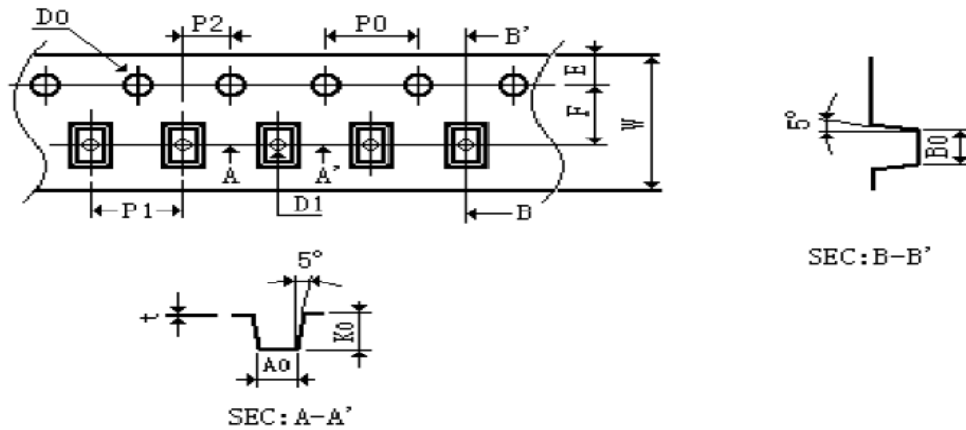 D0
P2
P0
B'
E
F
W
A
A'
P1
D1
B
5°
B0
SEC:B-B'
5°
t
K0
A0
SEC:A-A'